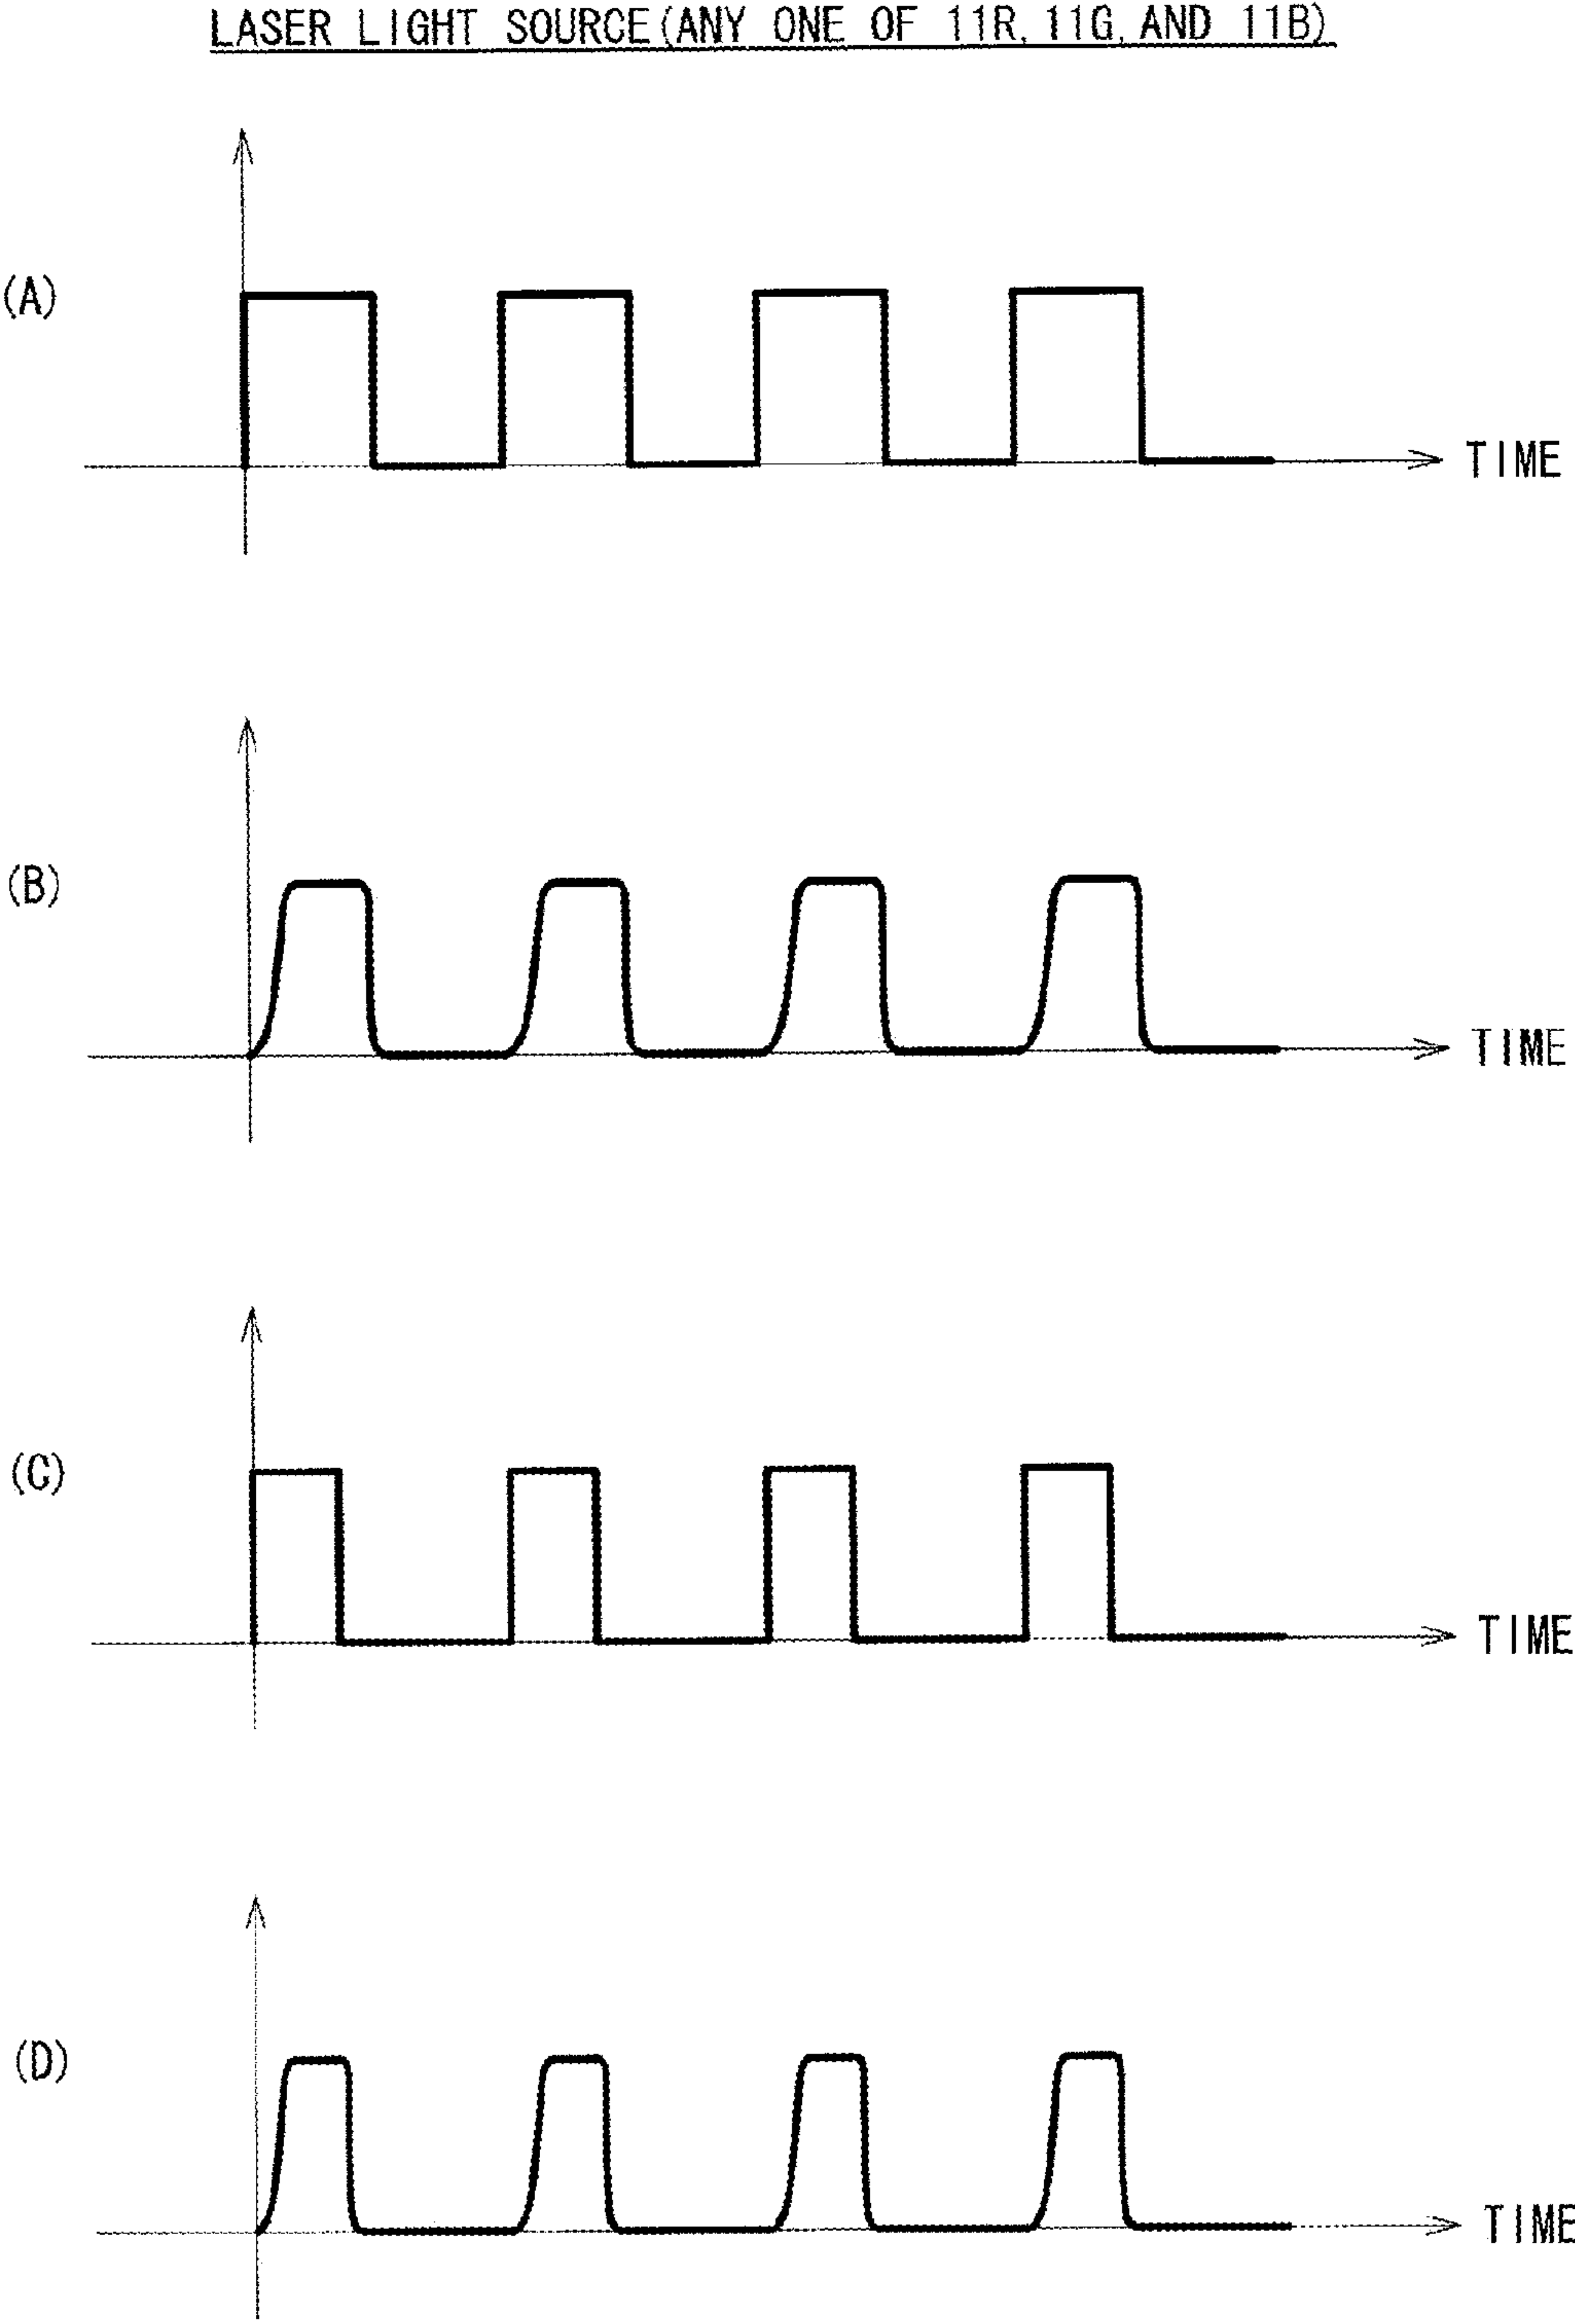 LASER LIGHT SOURCE(ANY ONE OF 11R, 11G, AND 11B)
(A)
TIME
(B)
TIME
(C)
TIME
(D)
TIME